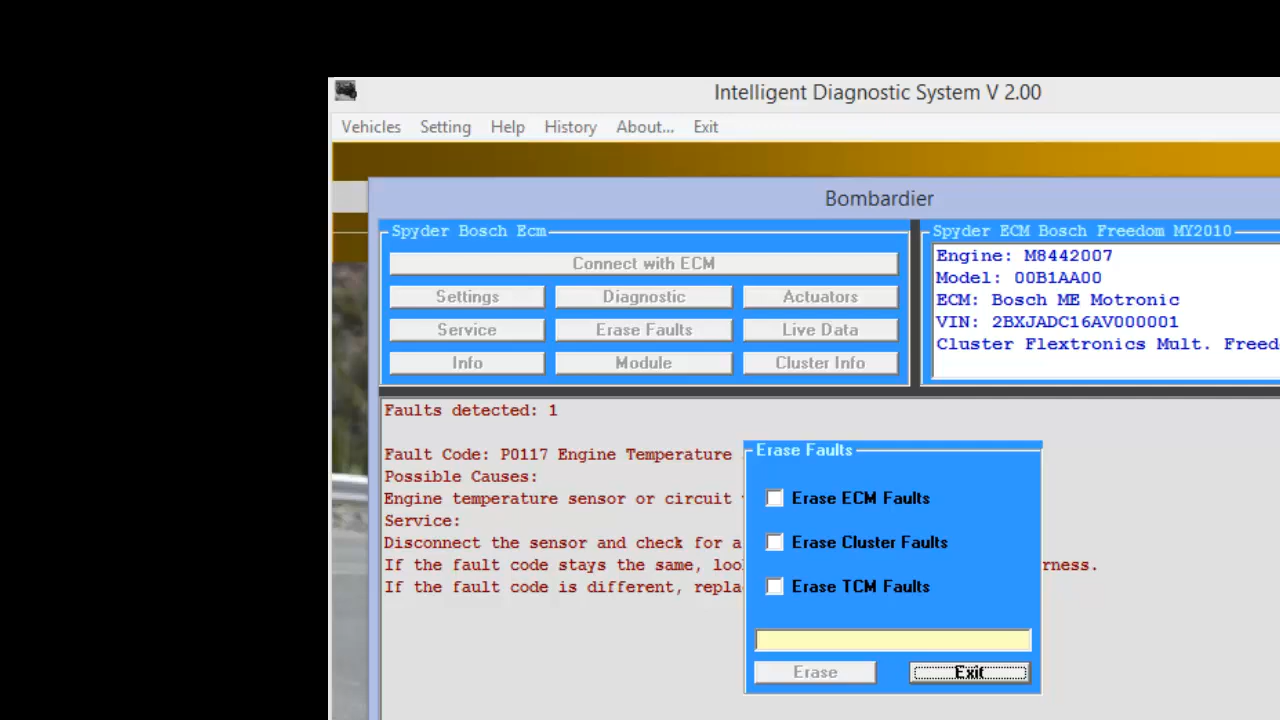 Intelligent Diagnostic System V 2.00
Vehicles Setting Help History About... Exit
Bombardier
Spyder Bosch Ecm
Connect with ECM
Settings Diagnostic Actuators
Service Erase Faults Live Data
Info Module Cluster Info
Spyder ECM Bosch Freedom MY2010
Engine: M8442007
Model: 00B1AA00
ECM: Bosch ME Motronic
VIN: 2BXJADC16AV000001
Cluster Flextronics Mult. Freed
Faults detected: 1
Fault Code: P0117 Engine Temperature
Possible Causes:
Engine temperature sensor or circuit
Service:
Disconnect the sensor and check for a
If the fault code stays the same, loo rness.
If the fault code is different, repla
Erase Faults
Erase ECM Faults
Erase Cluster Faults
Erase TCM Faults
Erase Exit